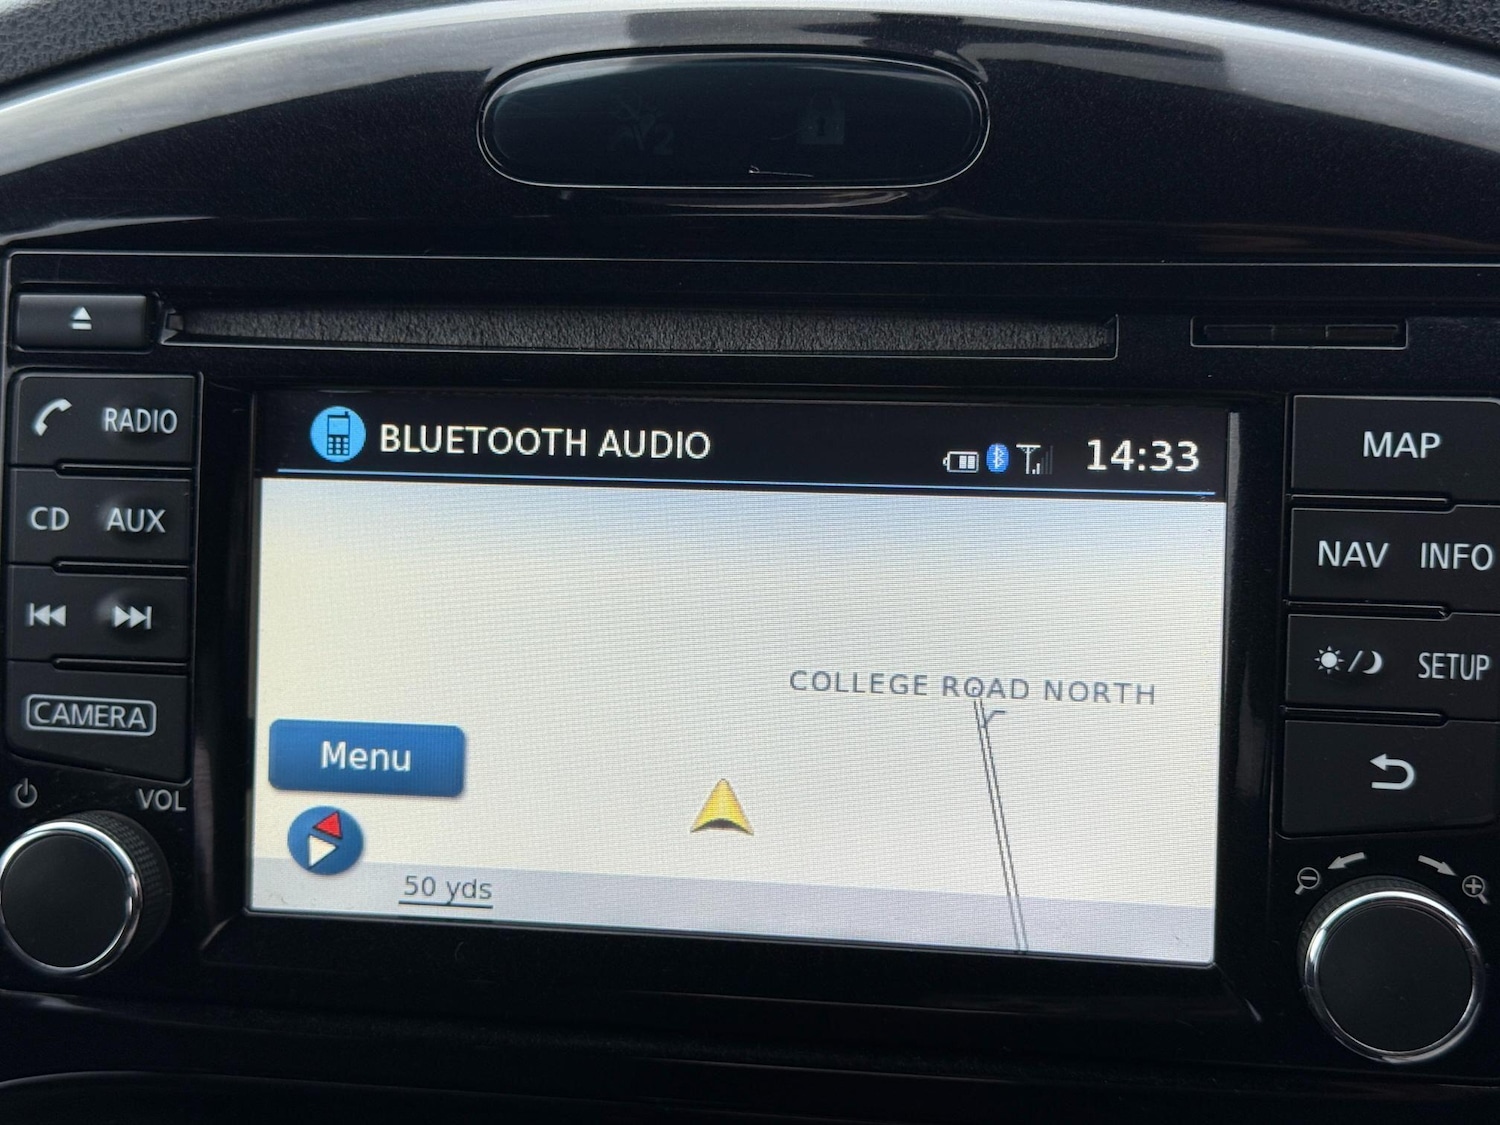 2
RADIO
BLUETOOTH AUDIO
14:33
MAP
CD AUX
NAV INFO
SETUP
COLLEGE ROAD NORTH
CAMERA
Menu
VOL
50 yds